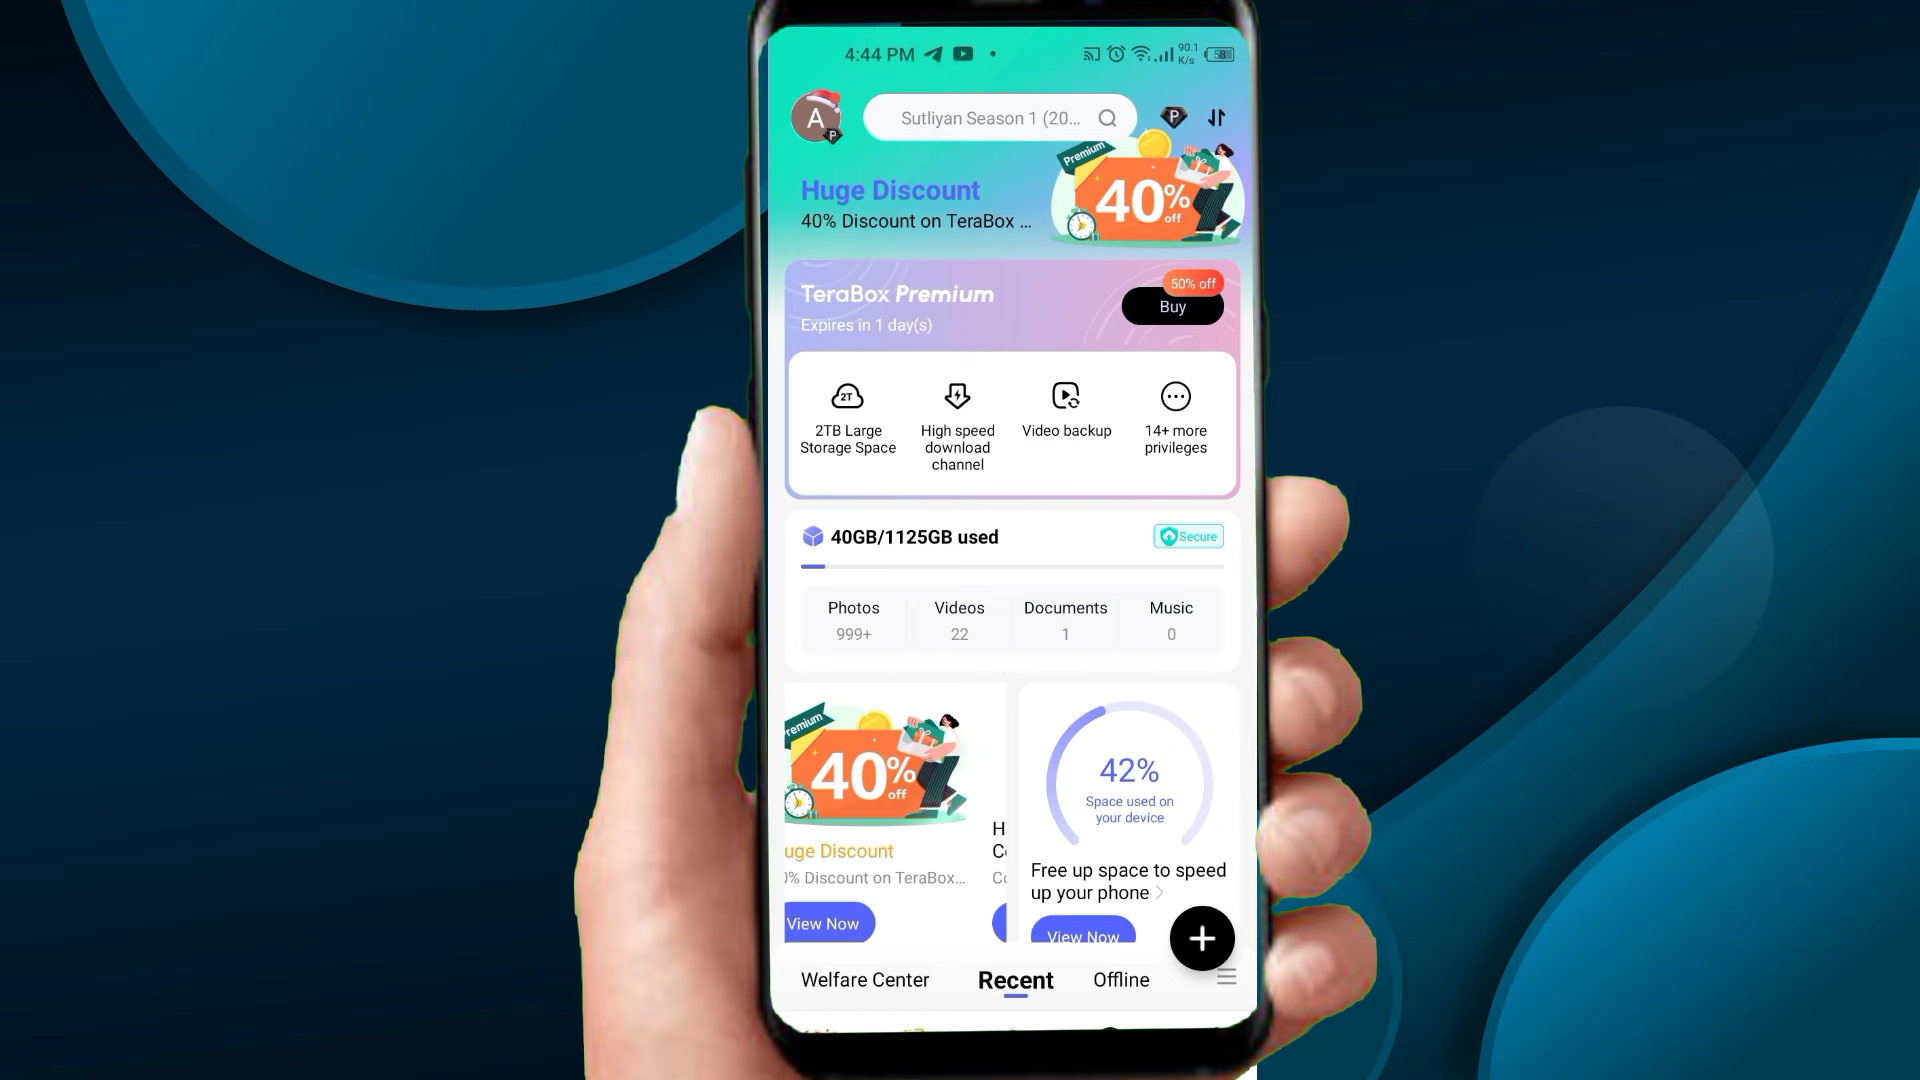 4:44 PM
90.1
K/s
58
A
P
Sutliyan Season 1 (20...
P
Premium
Huge Discount
40% Discount on TeraBox ...
40%
off
TeraBox Premium
Expires in 1 day(s)
50% off
Buy
2T
2TB Large
Storage Space
High speed
download
channel
Video backup
14+ more
privileges
40GB/1125GB used
Secure
Photos
Videos
Documents
Music
999+
22
1
0
remium
40%
off
uge Discount
% Discount on TeraBox...
View Now
H
C
C
42%
Space used on
your device
Free up space to speed
up your phone
View Now
Welfare Center
Recent
Offline